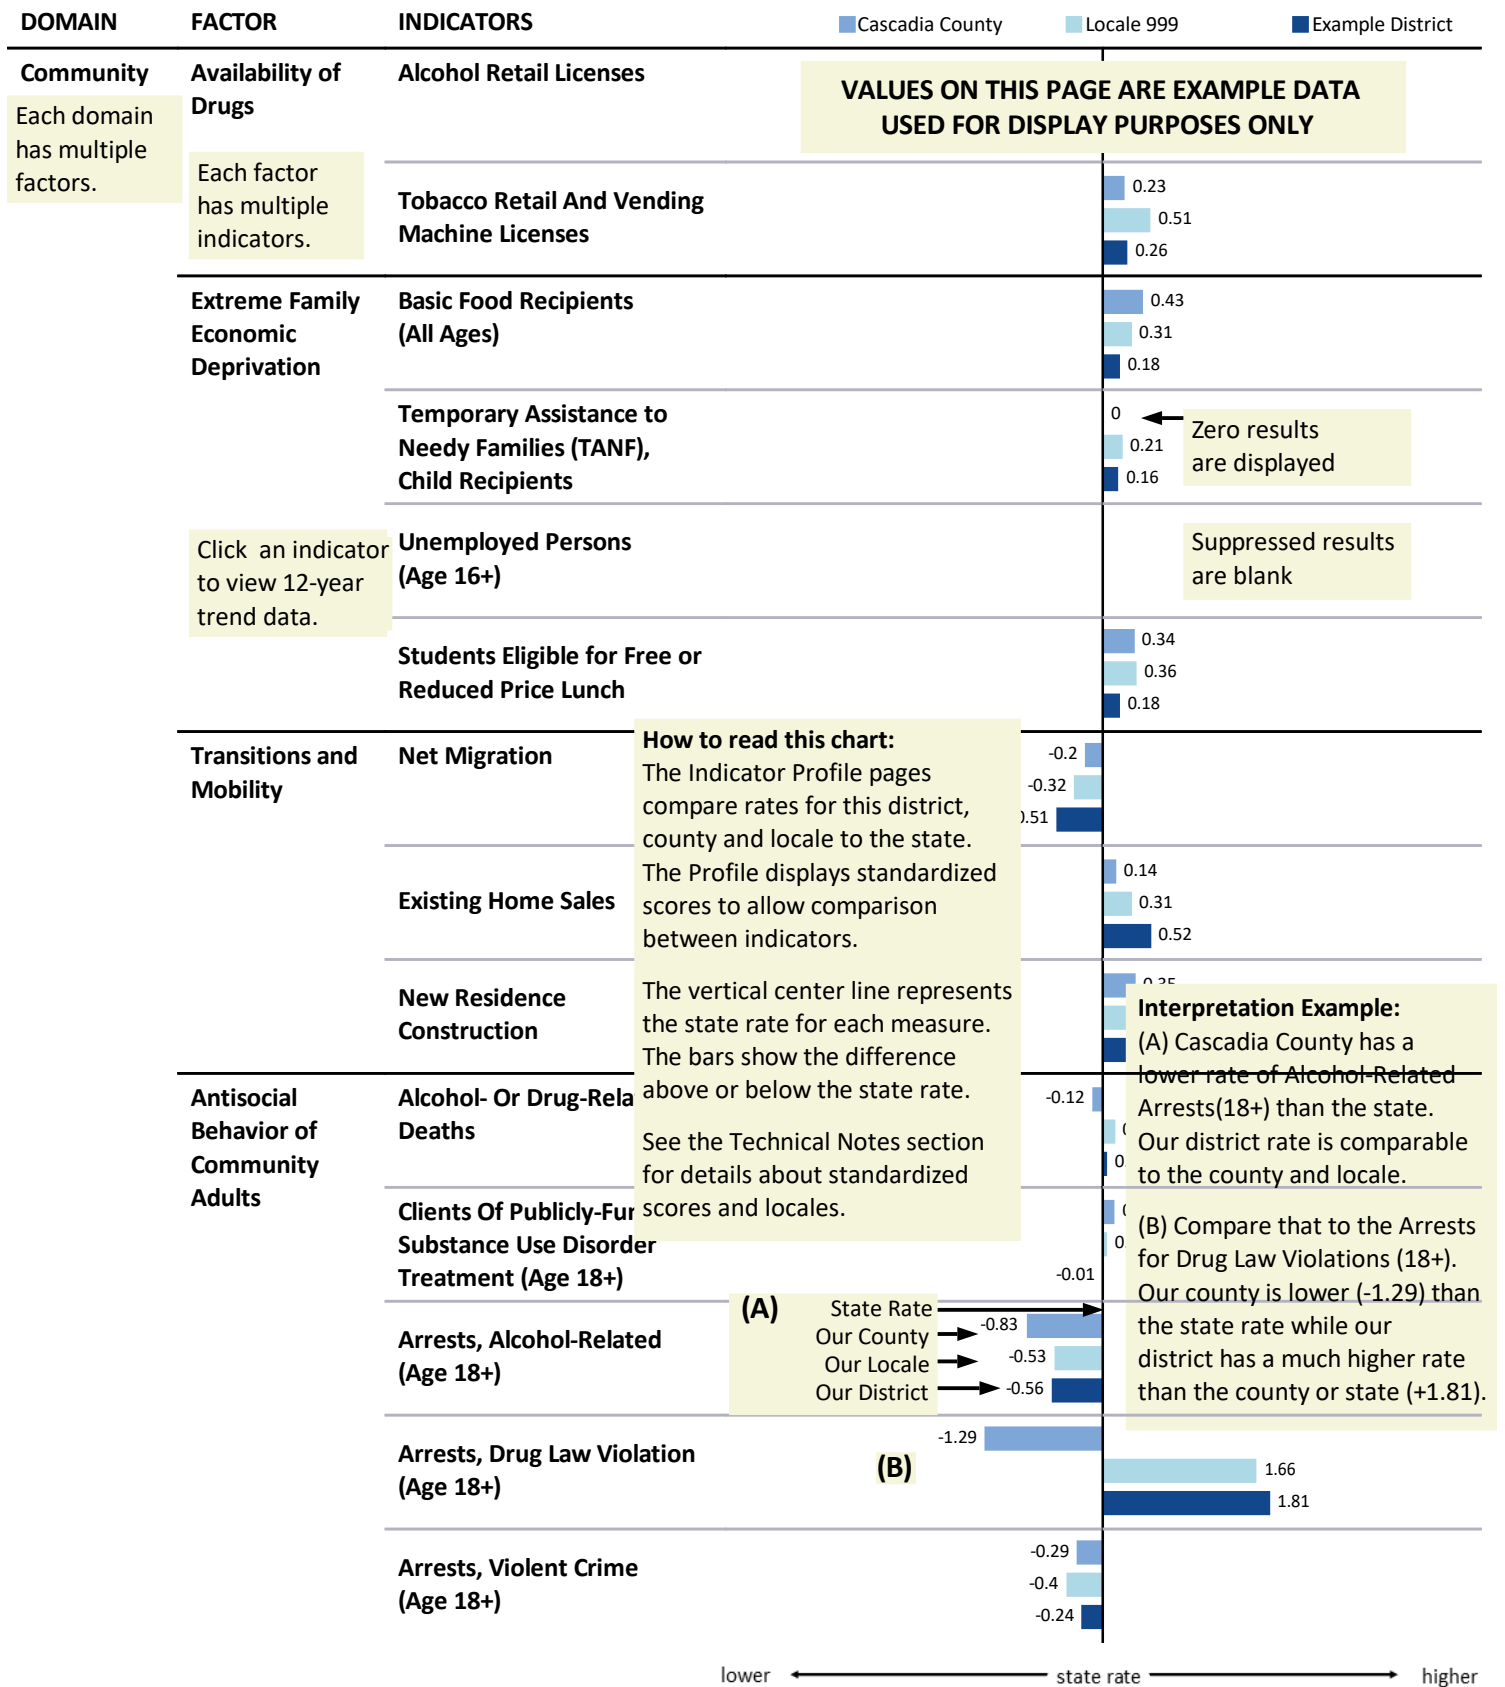 DOMAIN FACTOR INDICATORS Cascadia County Locale 999 Example District
Community
Each domain
has multiple
factors.
Availability of
Drugs
Each factor
has multiple
indicators.
Alcohol Retail Licenses
VALUES ON THIS PAGE ARE EXAMPLE DATA
USED FOR DISPLAY PURPOSES ONLY
Tobacco Retail And Vending
Machine Licenses
0.23
0.51
0.26
Extreme Family
Economic
Deprivation
Basic Food Recipients
(All Ages)
0.43
0.31
0.18
Temporary Assistance to
Needy Families (TANF),
Child Recipients
0
0.21
0.16
Zero results
are displayed
Click an indicator
to view 12-year
trend data.
Unemployed Persons
(Age 16+)
Suppressed results
are blank
Students Eligible for Free or
Reduced Price Lunch
0.34
0.36
0.18
Transitions and
Mobility
Net Migration
-0.2
-0.32
.51
How to read this chart:
The Indicator Profile pages
compare rates for this district,
county and locale to the state.
The Profile displays standardized
scores to allow comparison
between indicators.
The vertical center line represents
the state rate for each measure.
The bars show the difference
above or below the state rate.
See the Technical Notes section
for details about standardized
scores and locales.
Existing Home Sales
0.14
0.31
0.52
New Residence
Construction
Interpretation Example:
(A) Cascadia County has a
lower rate of Alcohol-Related
Arrests(18+) than the state.
Our district rate is comparable
to the county and locale.
(B) Compare that to the Arrests
for Drug Law Violations (18+).
Our county is lower (-1.29) than
the state rate while our
district has a much higher rate
than the county or state (+1.81).
Antisocial
Behavior of
Community
Adults
Alcohol- Or Drug-Rela
Deaths
-0.12
0.
Clients Of Publicly-Fu
Substance Use Disorder
Treatment (Age 18+)
0.
-0.01
Arrests, Alcohol-Related
(Age 18+)
(A)
State Rate
Our County
Our Locale
Our District
-0.83
-0.53
-0.56
Arrests, Drug Law Violation
(Age 18+)
(B)
-1.29
1.66
1.81
Arrests, Violent Crime
(Age 18+)
-0.29
-0.4
-0.24
lower state rate higher